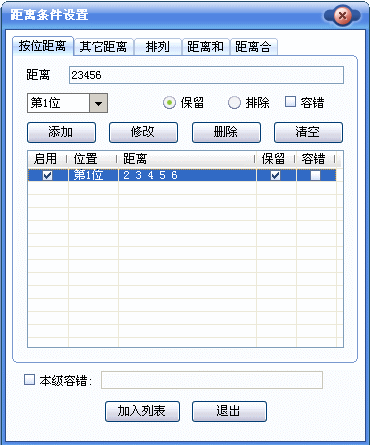 距离条件设置
按位距离 其它距离 排列 距离和 距离合
距离 23456
第1位 保留 排除 容错
添加 修改 删除 清空
启用 位置 距离 保留 容错
第1位 2 3 4 5 6
本级容错:
加入列表 退出